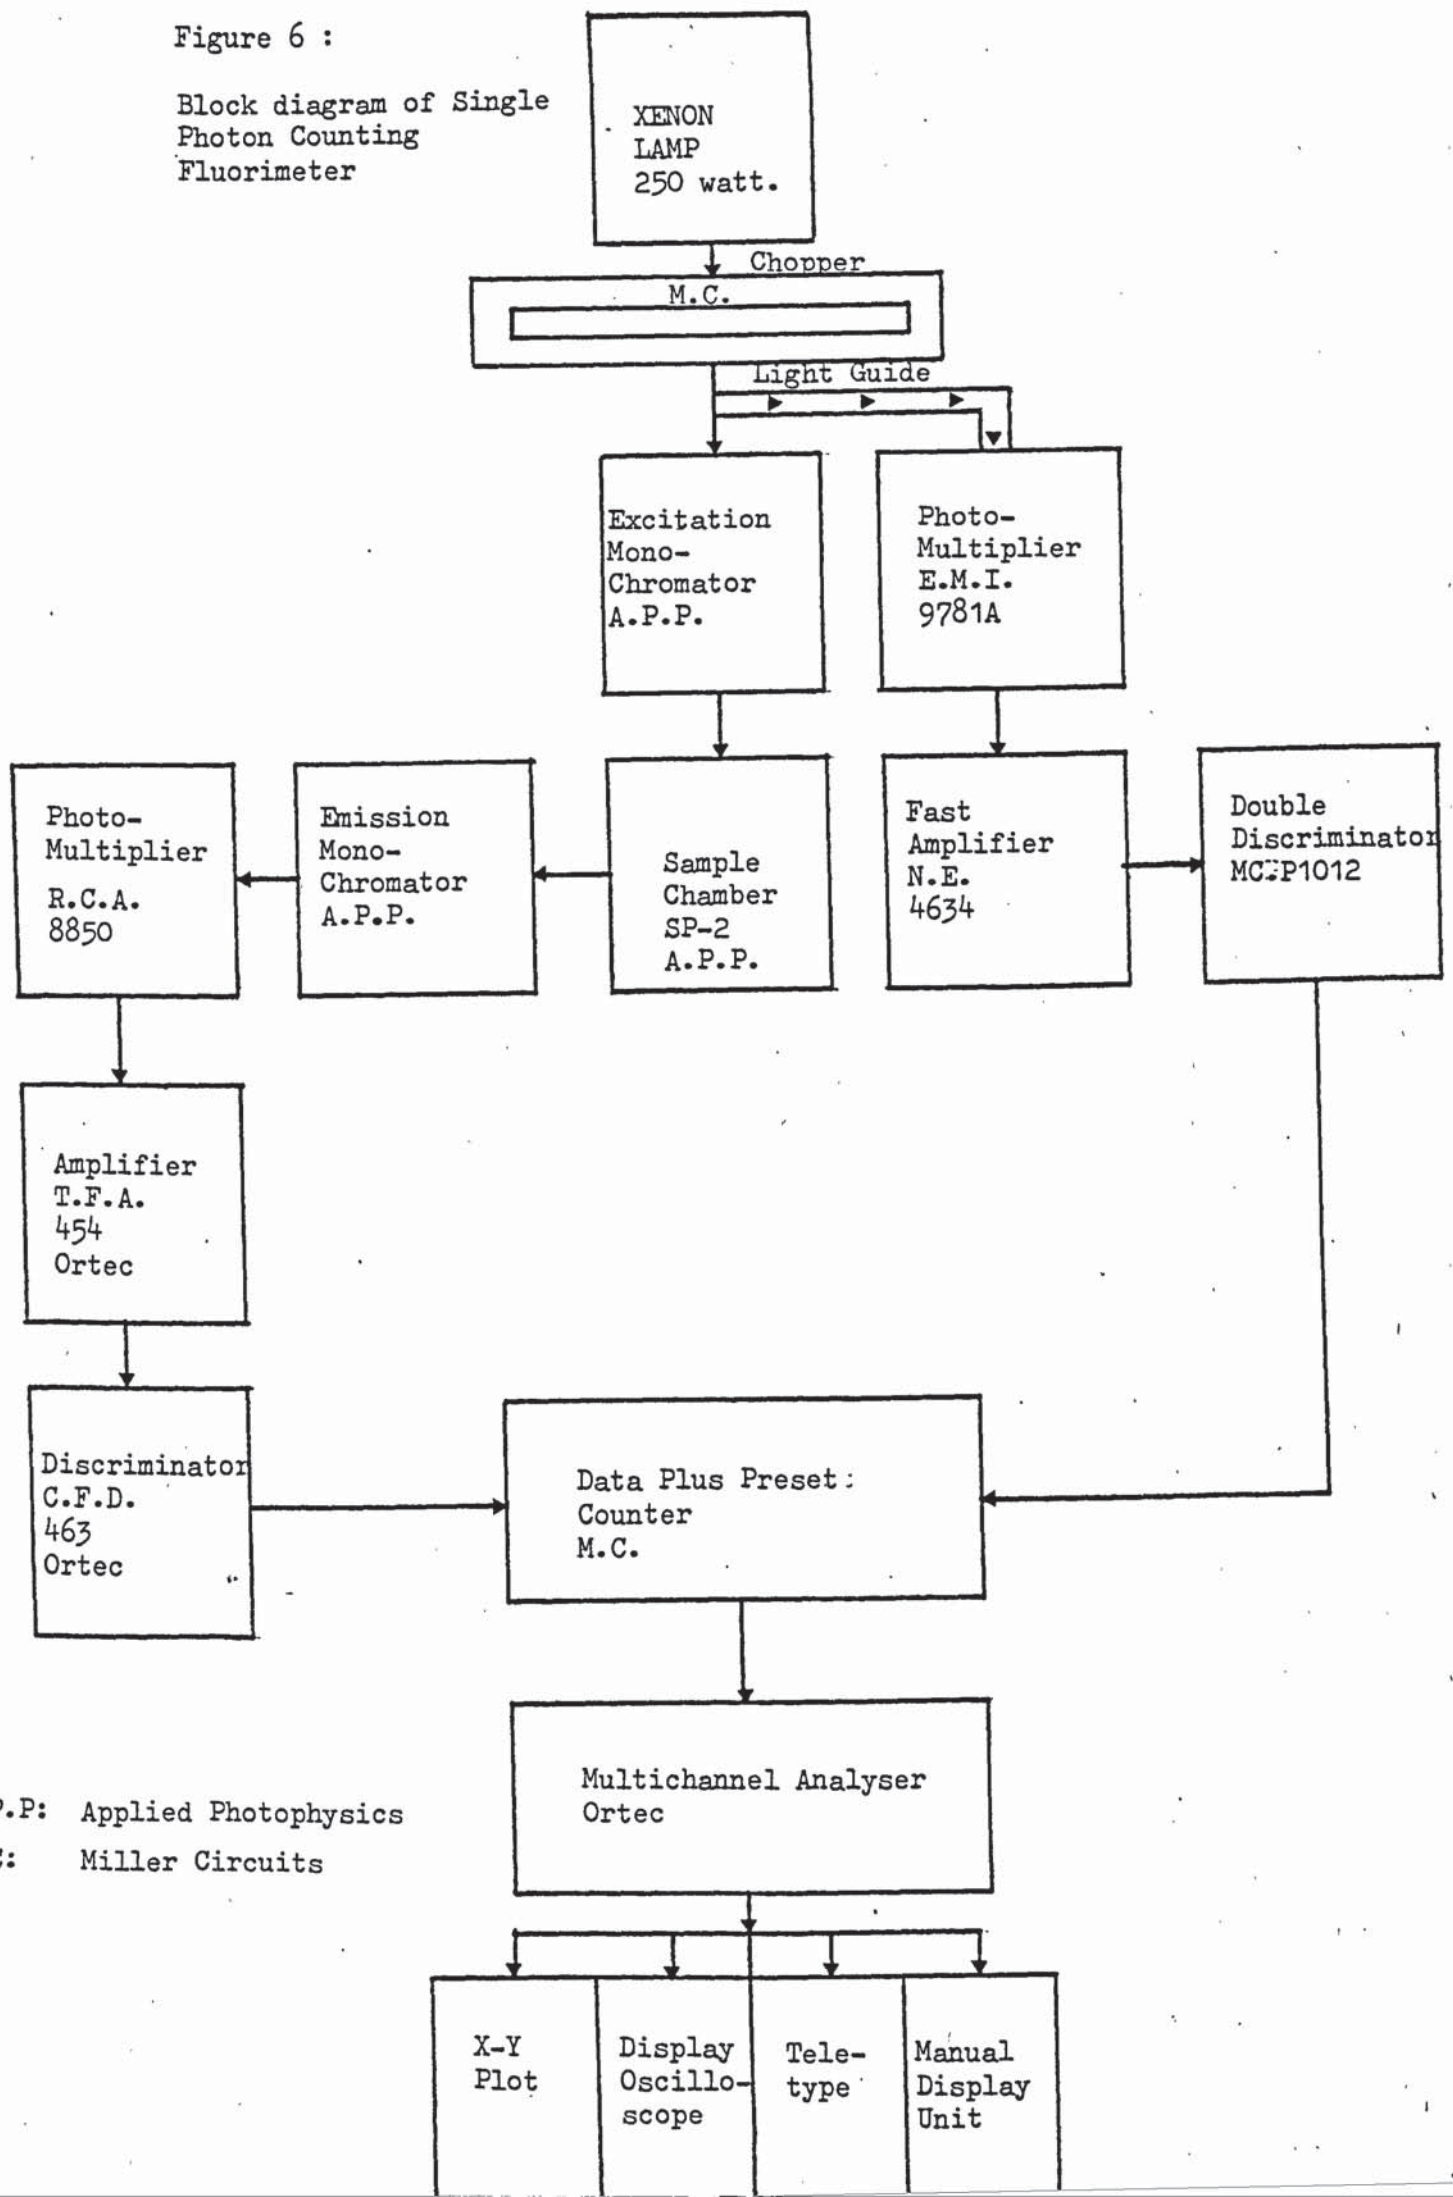 Figure 6 :
Block diagram of Single
Photon Counting
Fluorimeter
XENON
LAMP
250 watt.
Chopper
M.C.
Light Guide
Excitation
Mono-
Chromator
A.P.P.
Photo-
Multiplier
E.M.I.
9781A
Photo-
Multiplier
R.C.A.
8850
Emission
Mono-
Chromator
A.P.P.
Sample
Chamber
SP-2
A.P.P.
Fast
Amplifier
N.E.
4634
Double
Discriminator
Amplifier
T.F.A.
454
Ortec
Discriminator
C.F.D.
463
Ortec
Data Plus Preset
Counter
M.C.
Multichannel Analyser
Ortec
.P: Applied Photophysics
: Miller Circuits
X-Y
Plot
Display
Oscillo-
scope
Tele-
type
Manual
Display
Unit